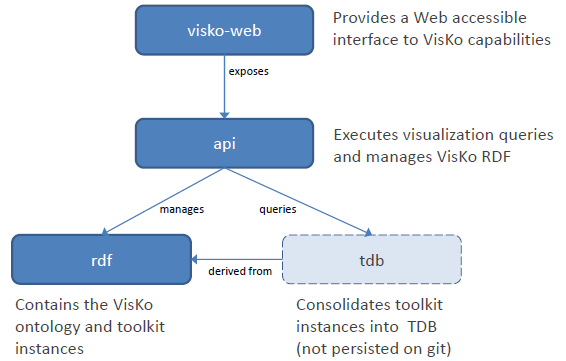 visko-web
Provides a Web accessible
interface to VisKo capabilities
exposes
api
Executes visualization queries
and manages VisKo RDF
manages
queries
rdf
derived from
tdb
Contains the VisKo
ontology and toolkit
instances
Consolidates toolkit
instances into TDB
(not persisted on git)